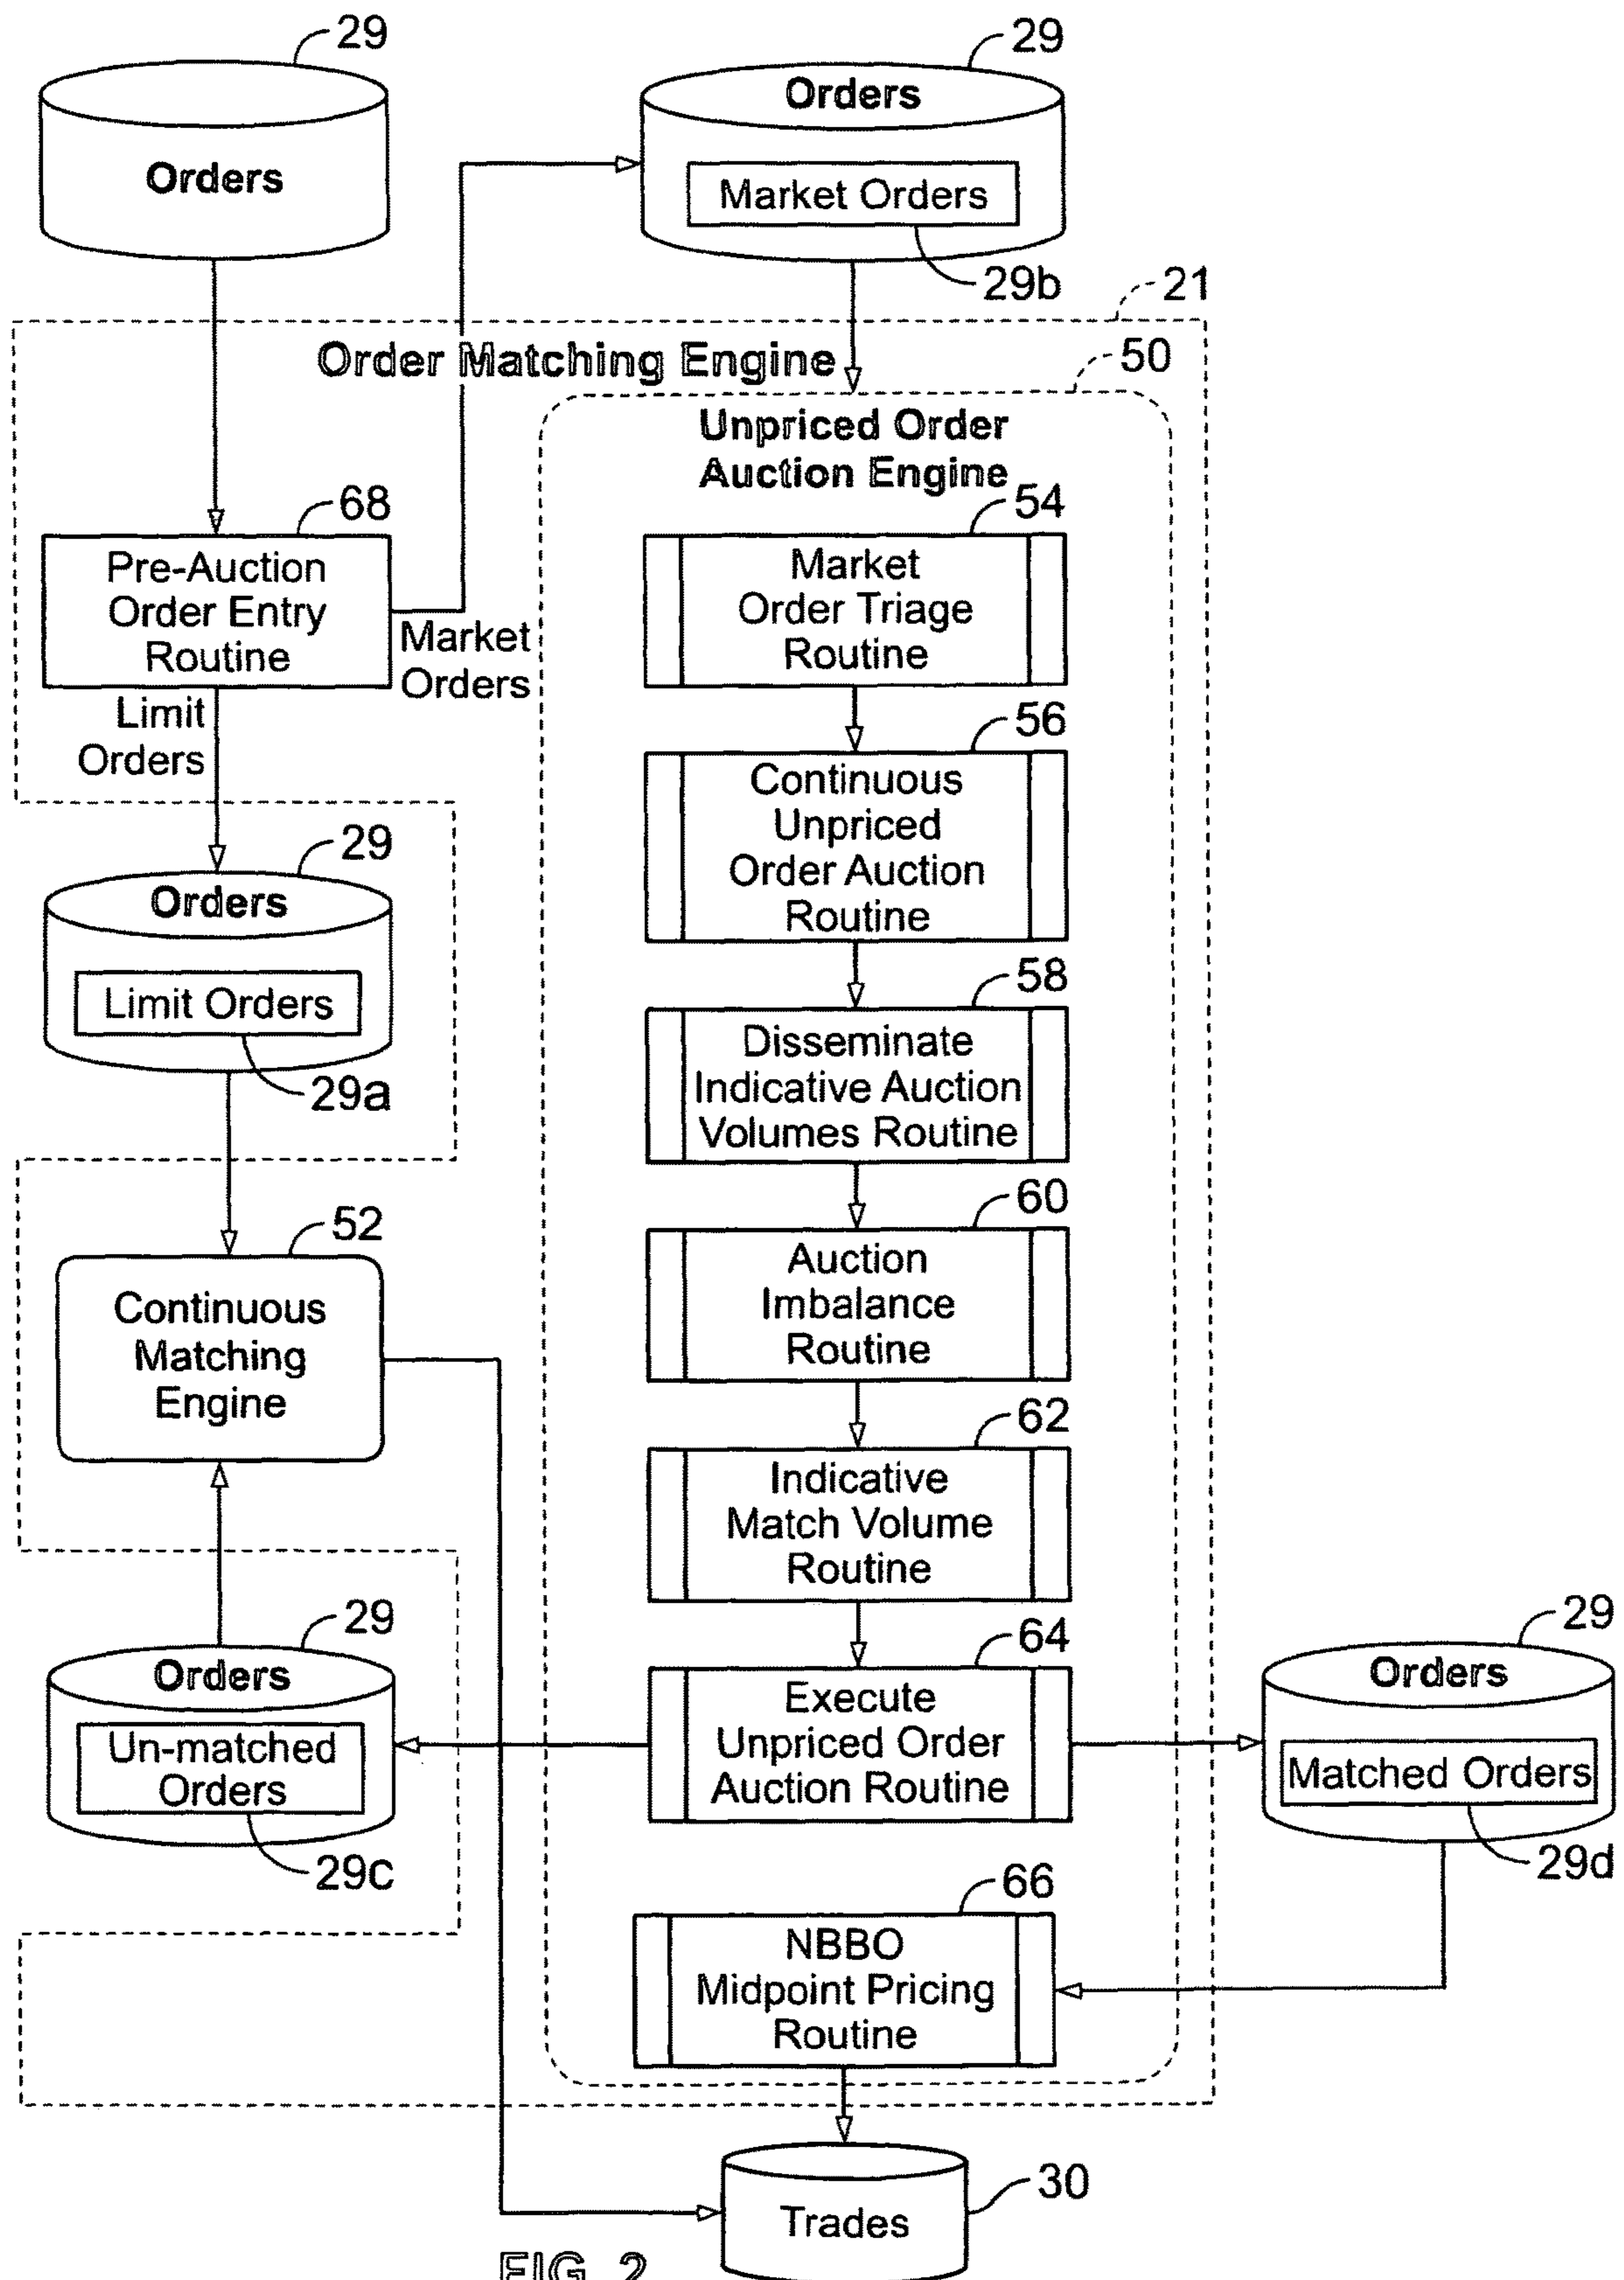 29
Orders
29
Orders
Market Orders
29b
21
Order Matching Engine
50
Unpriced Order
Auction Engine
68
Pre-Auction
Order Entry
Routine
Market
Orders
Limit
Orders
54
Market
Order Triage
Routine
56
Continuous
Unpriced
Order Auction
Routine
29
Orders
Limit Orders
29a
58
Disseminate
Indicative Auction
Volumes Routine
52
Continuous
Matching
Engine
60
Auction
Imbalance
Routine
62
Indicative
Match Volume
Routine
29
Orders
Un-matched
Orders
29c
64
Execute
Unpriced Order
Auction Routine
29
Orders
Matched Orders
29d
66
NBBO
Midpoint Pricing
Routine
30
Trades
FIG. 2